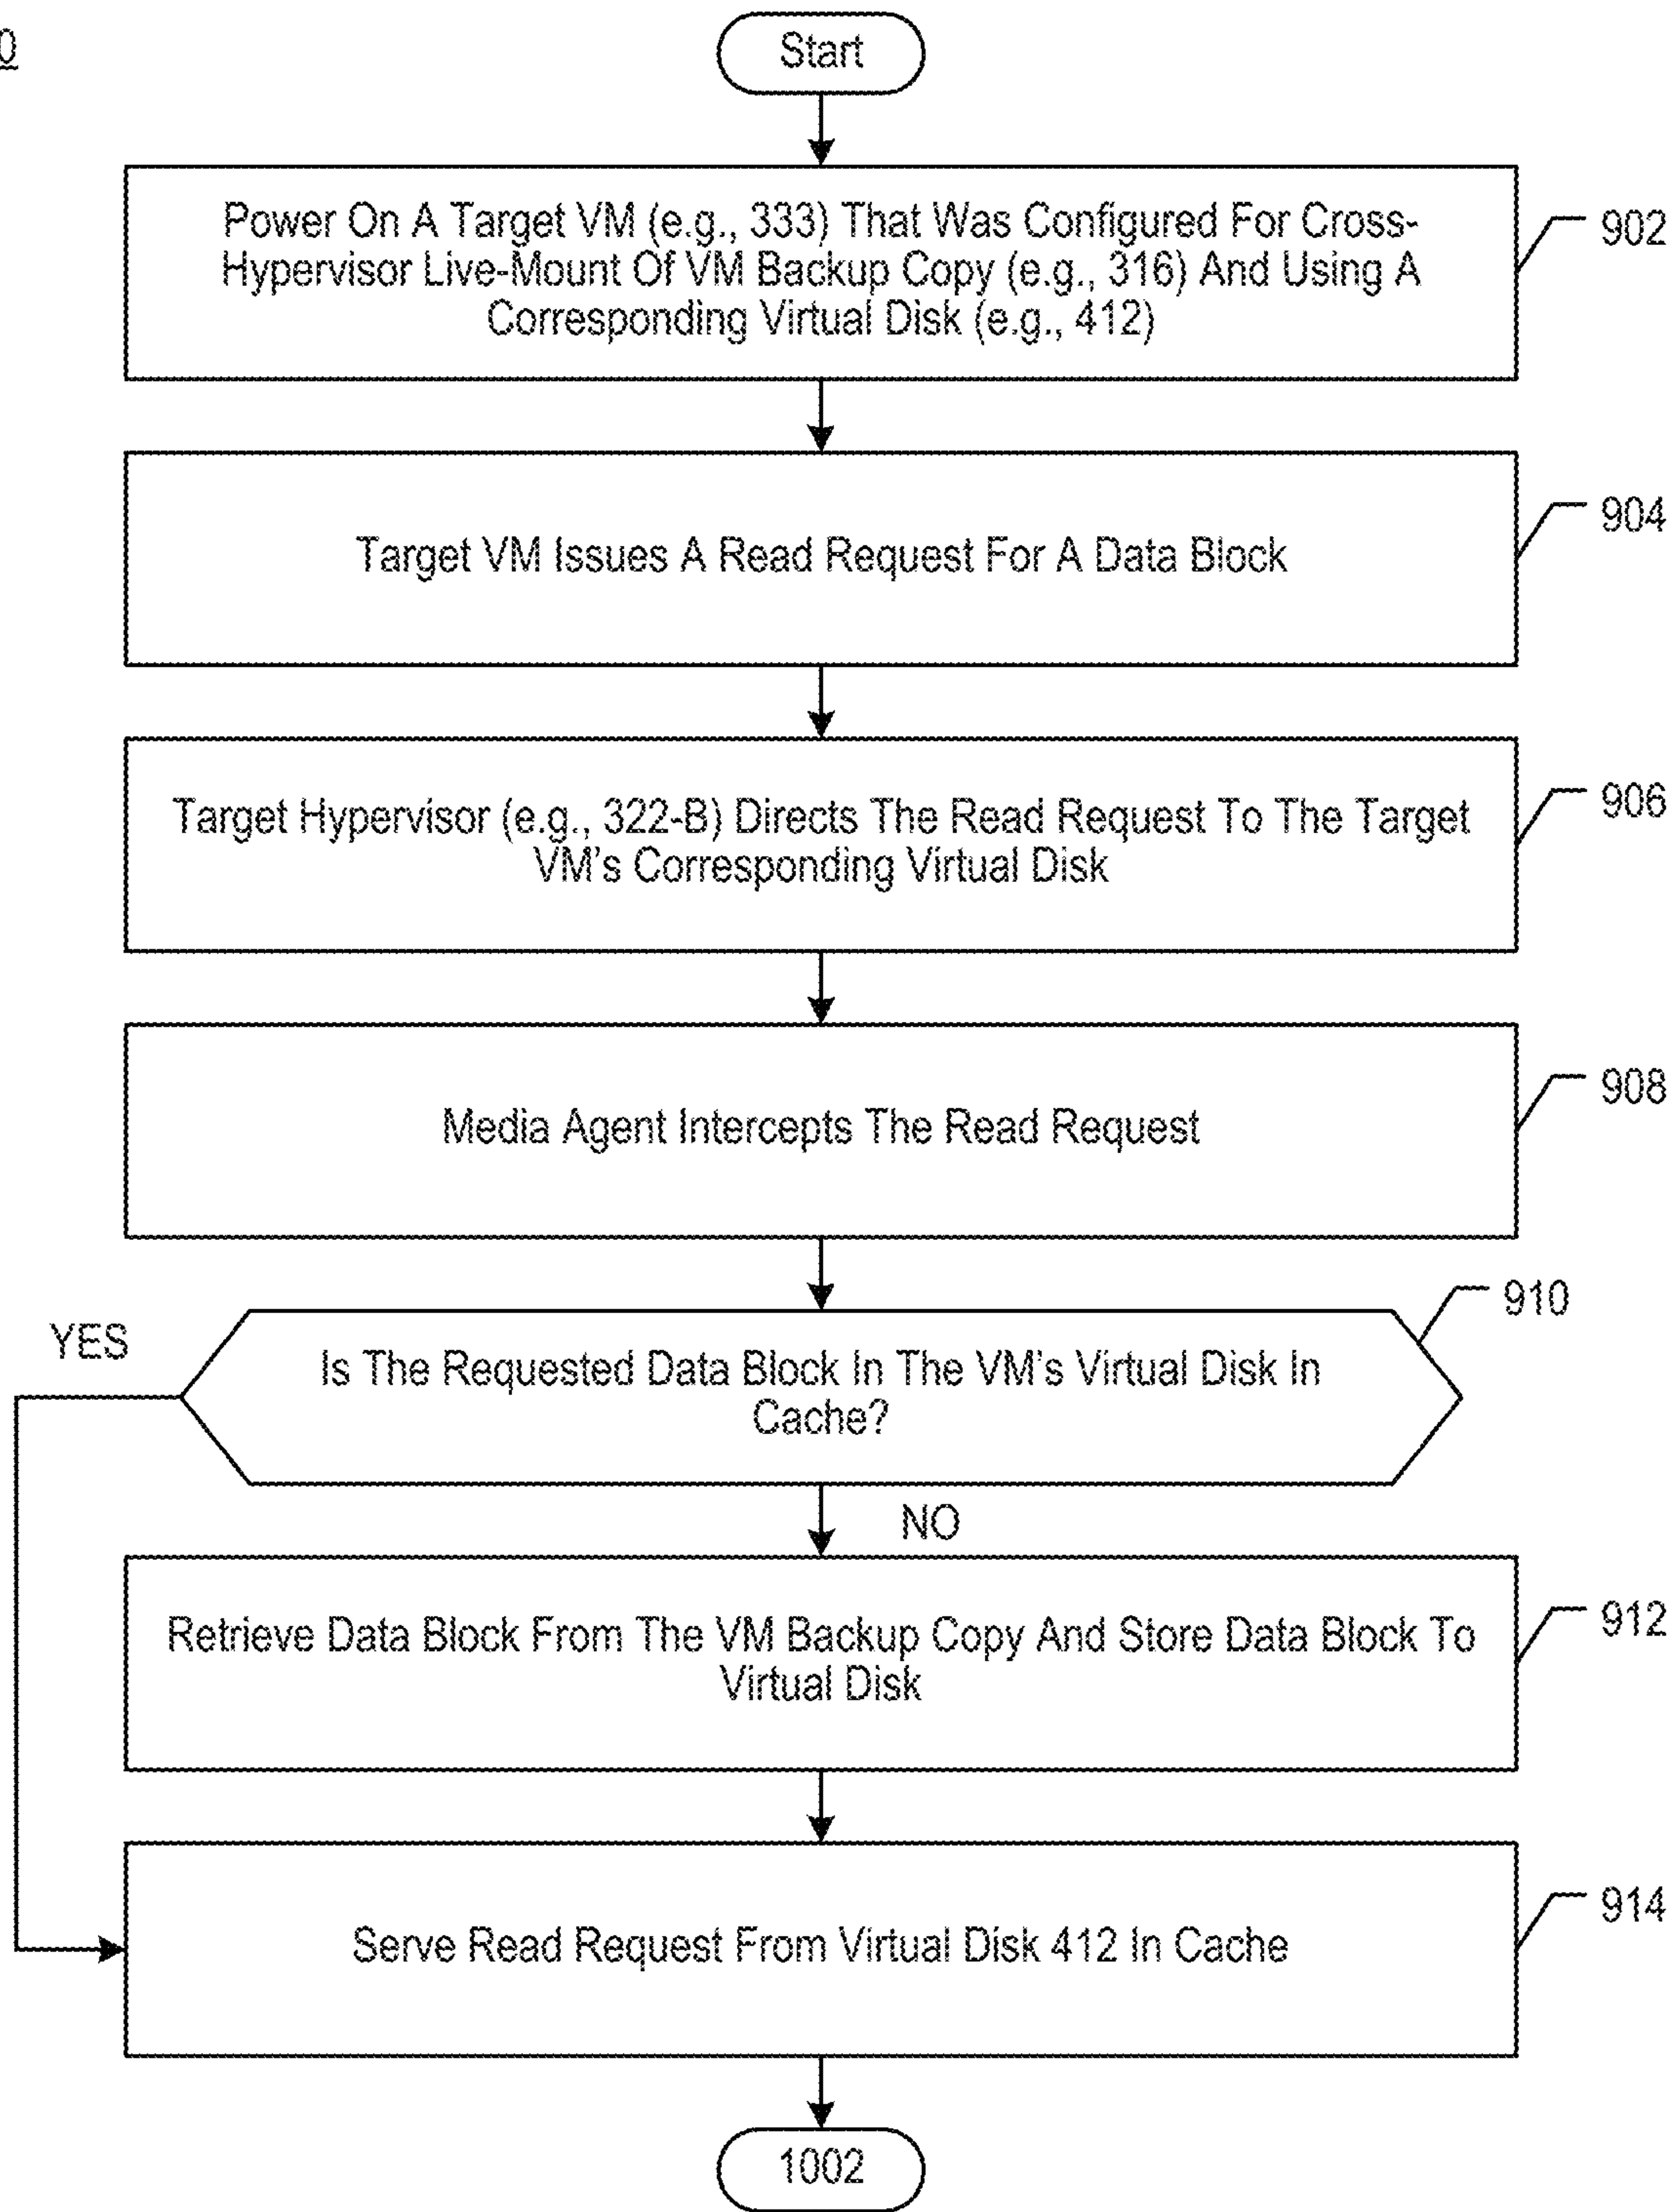 0
Start
Power On A Target VM (e.g., 333) That Was Configured For Cross-
Hypervisor Live-Mount Of VM Backup Copy (e.g., 316) And Using A
Corresponding Virtual Disk (e.g., 412)
902
Target VM Issues A Read Request For A Data Block
904
Target Hypervisor (e.g., 322-B) Directs The Read Request To The Target
VM's Corresponding Virtual Disk
906
Media Agent Intercepts The Read Request
908
910
YES
Is The Requested Data Block In The VM's Virtual Disk In
Cache?
NO
Retrieve Data Block From The VM Backup Copy And Store Data Block To
Virtual Disk
912
Serve Read Request From Virtual Disk 412 In Cache
914
1002